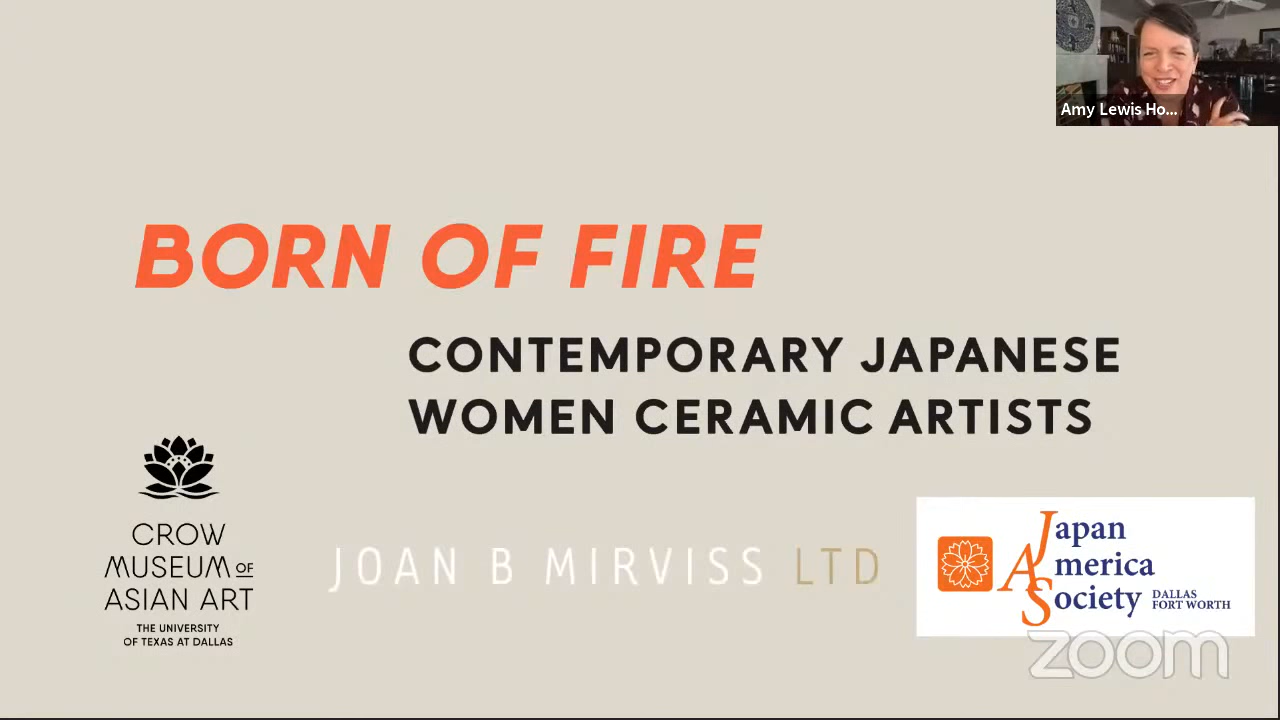 Amy Lewis Ho...
BORN OF FIRE
CONTEMPORARY JAPANESE
WOMEN CERAMIC ARTISTS
CROW
MUSEUM OF
ASIAN ART
THE UNIVERSITY
OF TEXAS AT DALLAS
JOAN B MIRVISS LTD
Japan
America
Society DALLAS
FORT WORTH
zoom